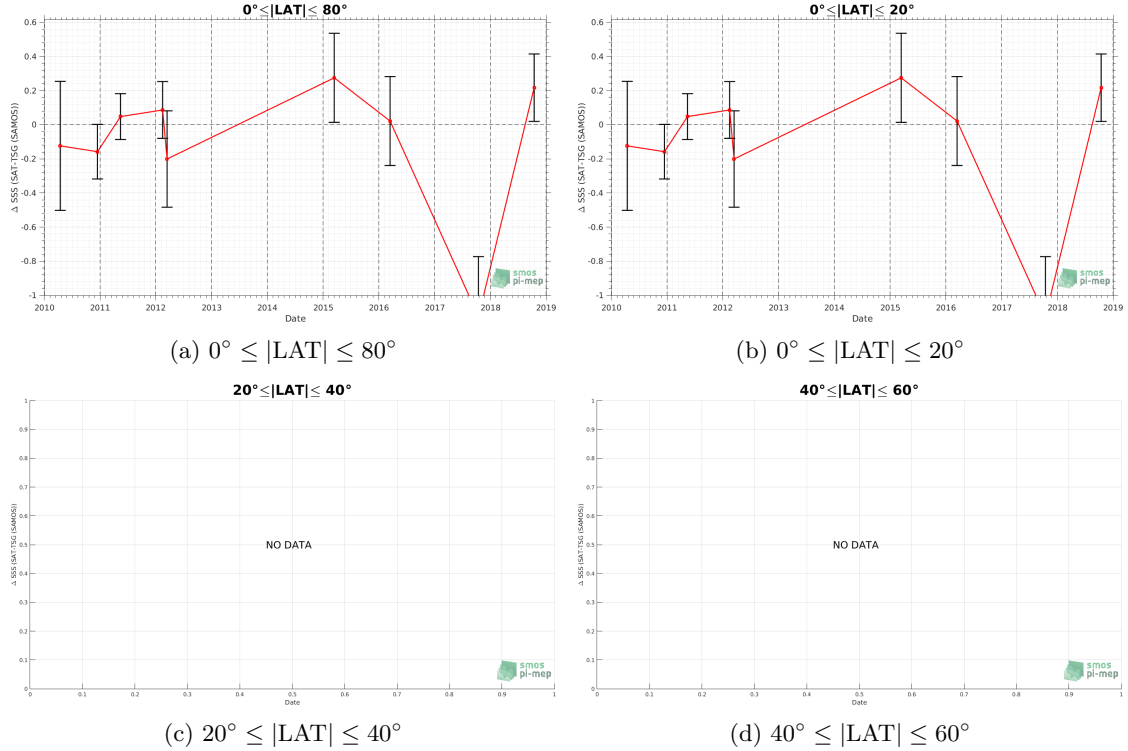 0°≤|LAT|≤ 80°
Δ SSS (SAT-TSG (SAMOS))
0.6
0.4
0.2
0
-0.2
-0.4
-0.6
-0.8
-1
2010 2011 2012 2013 2014 2015 2016 2017 2018 2019
Date
smos
pi-mep
(a) 0° ≤ |LAT| ≤ 80°
0°≤|LAT|≤ 20°
Δ SSS (SAT-TSG (SAMOS))
0.6
0.4
0.2
0
-0.2
-0.4
-0.6
-0.8
-1
2010 2011 2012 2013 2014 2015 2016 2017 2018 2019
Date
smos
pi-mep
(b) 0° ≤ |LAT| ≤ 20°
20°≤|LAT|≤ 40°
Δ SSS (SAT-TSG (SAMOS))
1
0.9
0.8
0.7
0.6
0.5
0.4
0.3
0.2
0.1
0
NO DATA
0 0.1 0.2 0.3 0.4 0.5 0.6 0.7 0.8 0.9 1
Date
smos
pi-mep
(c) 20° ≤ |LAT| ≤ 40°
40°≤|LAT|≤ 60°
Δ SSS (SAT-TSG (SAMOS))
1
0.9
0.8
0.7
0.6
0.5
0.4
0.3
0.2
0.1
0
NO DATA
0 0.1 0.2 0.3 0.4 0.5 0.6 0.7 0.8 0.9 1
Date
smos
pi-mep
(d) 40° ≤ |LAT| ≤ 60°